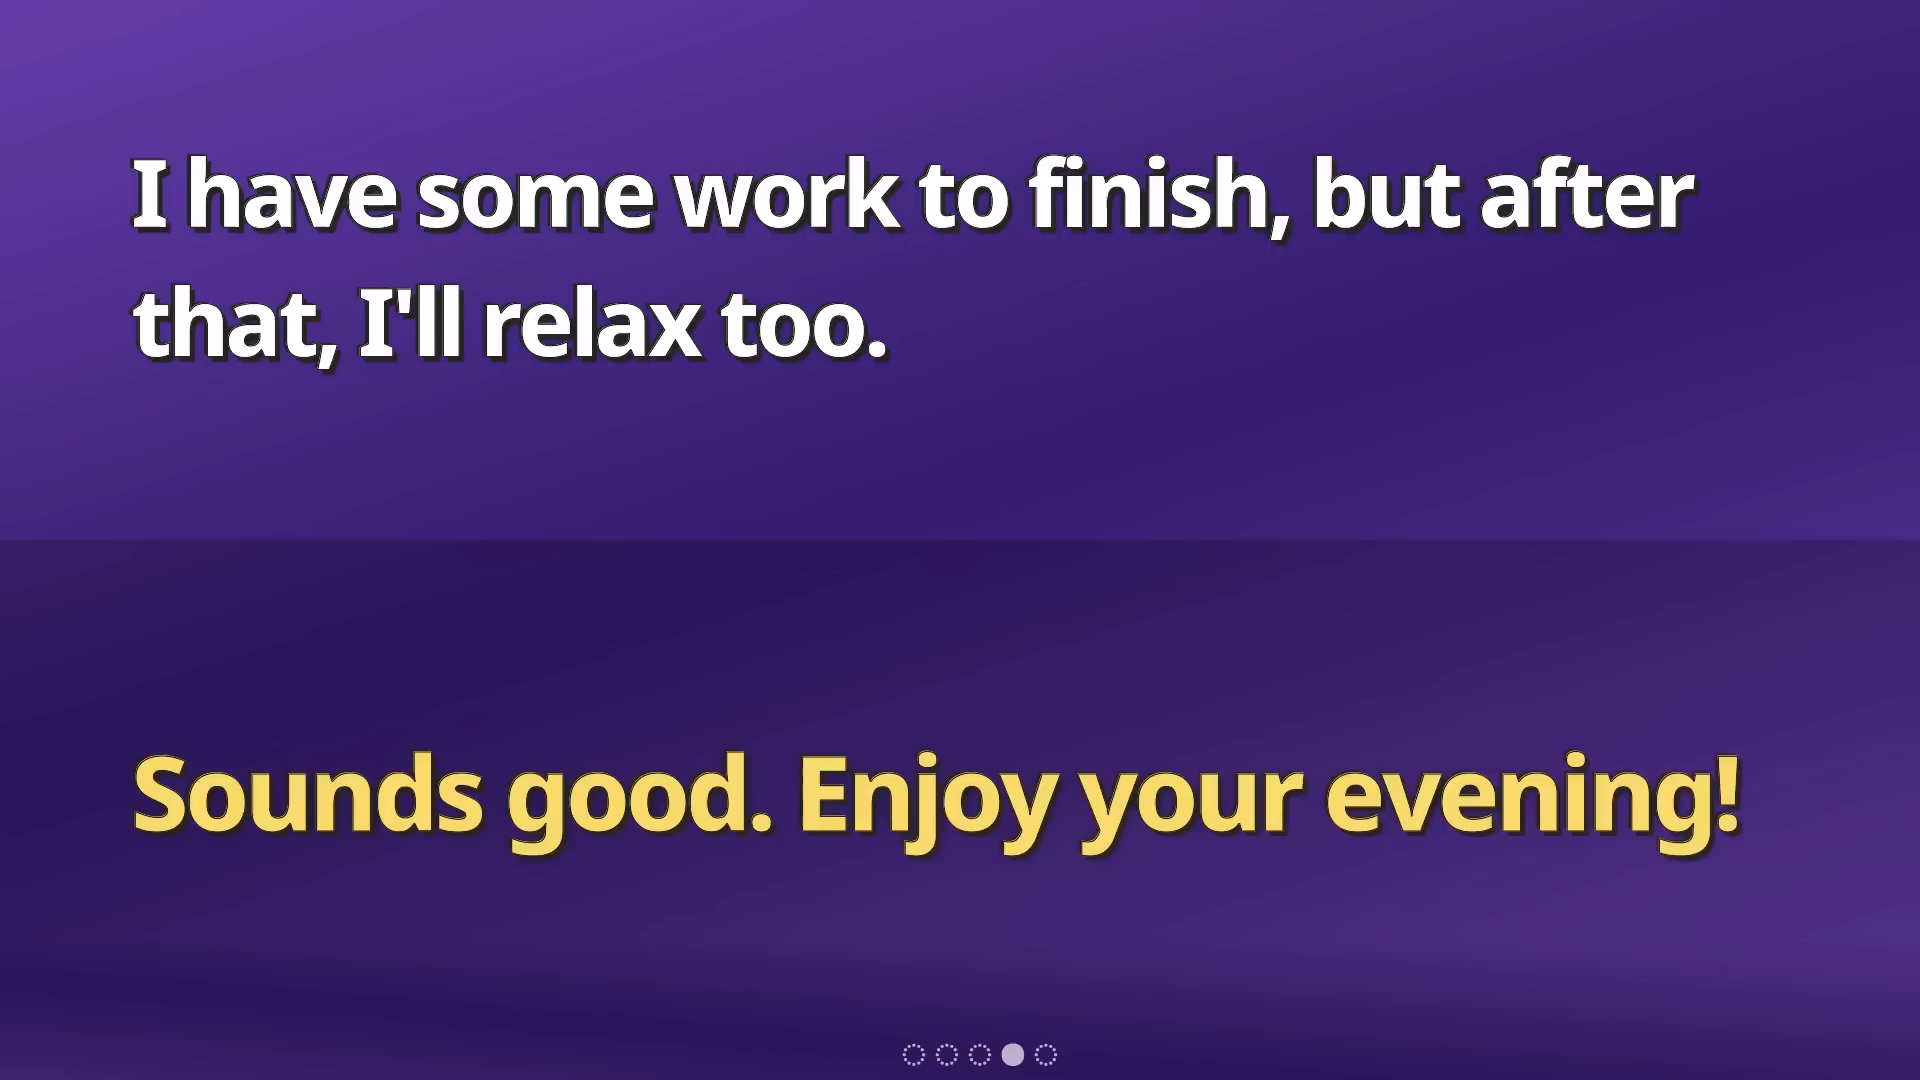 I have some work to finish, but after
that, I'll relax too.
Sounds good. Enjoy your evening!